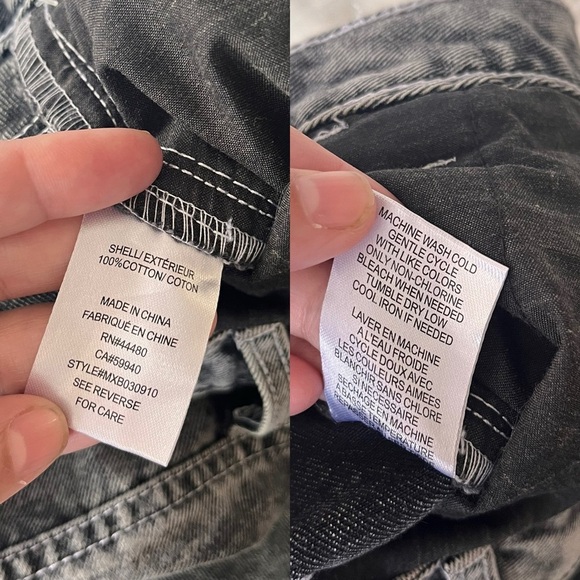 SHELL/ EXTÉRIEUR
100%COTTON/ COTON
MADE IN CHINA
FABRIQUÉ EN CHINE
RN#44480
CA#59940
STYLE#MXB030910
SEE REVERSE
FOR CARE
MACHINE WASH COLD
GENTLE CYCLE
WITH LIKE COLORS
ONLY NON-CHLORINE
BLEACH WHEN NEEDED
TUMBLE DRY LOW
COOL IRON IF NEEDED
LAVER EN MACHINE
A L'EAU FROIDE
CYCLE DOUX AVEC
LES COULEURS AIMEES
BLANCHIR SANS CHLORE
SI NECESSAIRE
SECHAGE EN MACHINE
TEMPERATURE